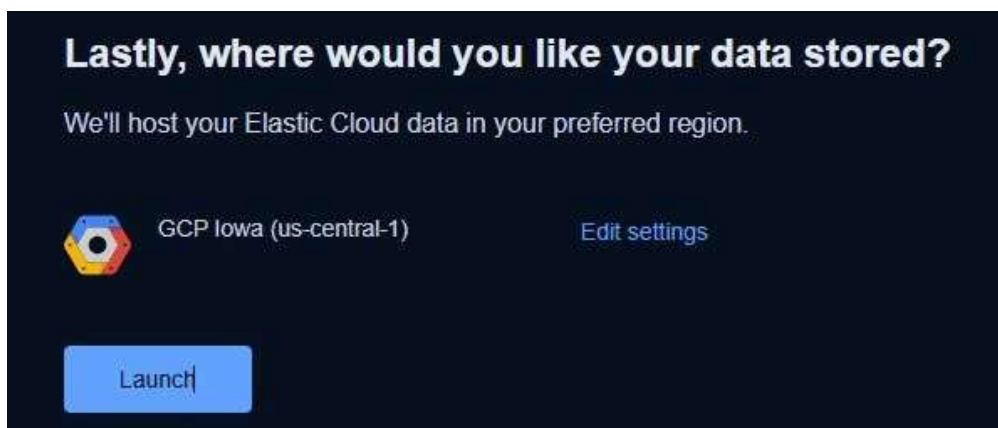 Lastly, where would you like your data stored?
We'll host your Elastic Cloud data in your preferred region.
GCP Iowa (us-central-1)
Edit settings
Launch